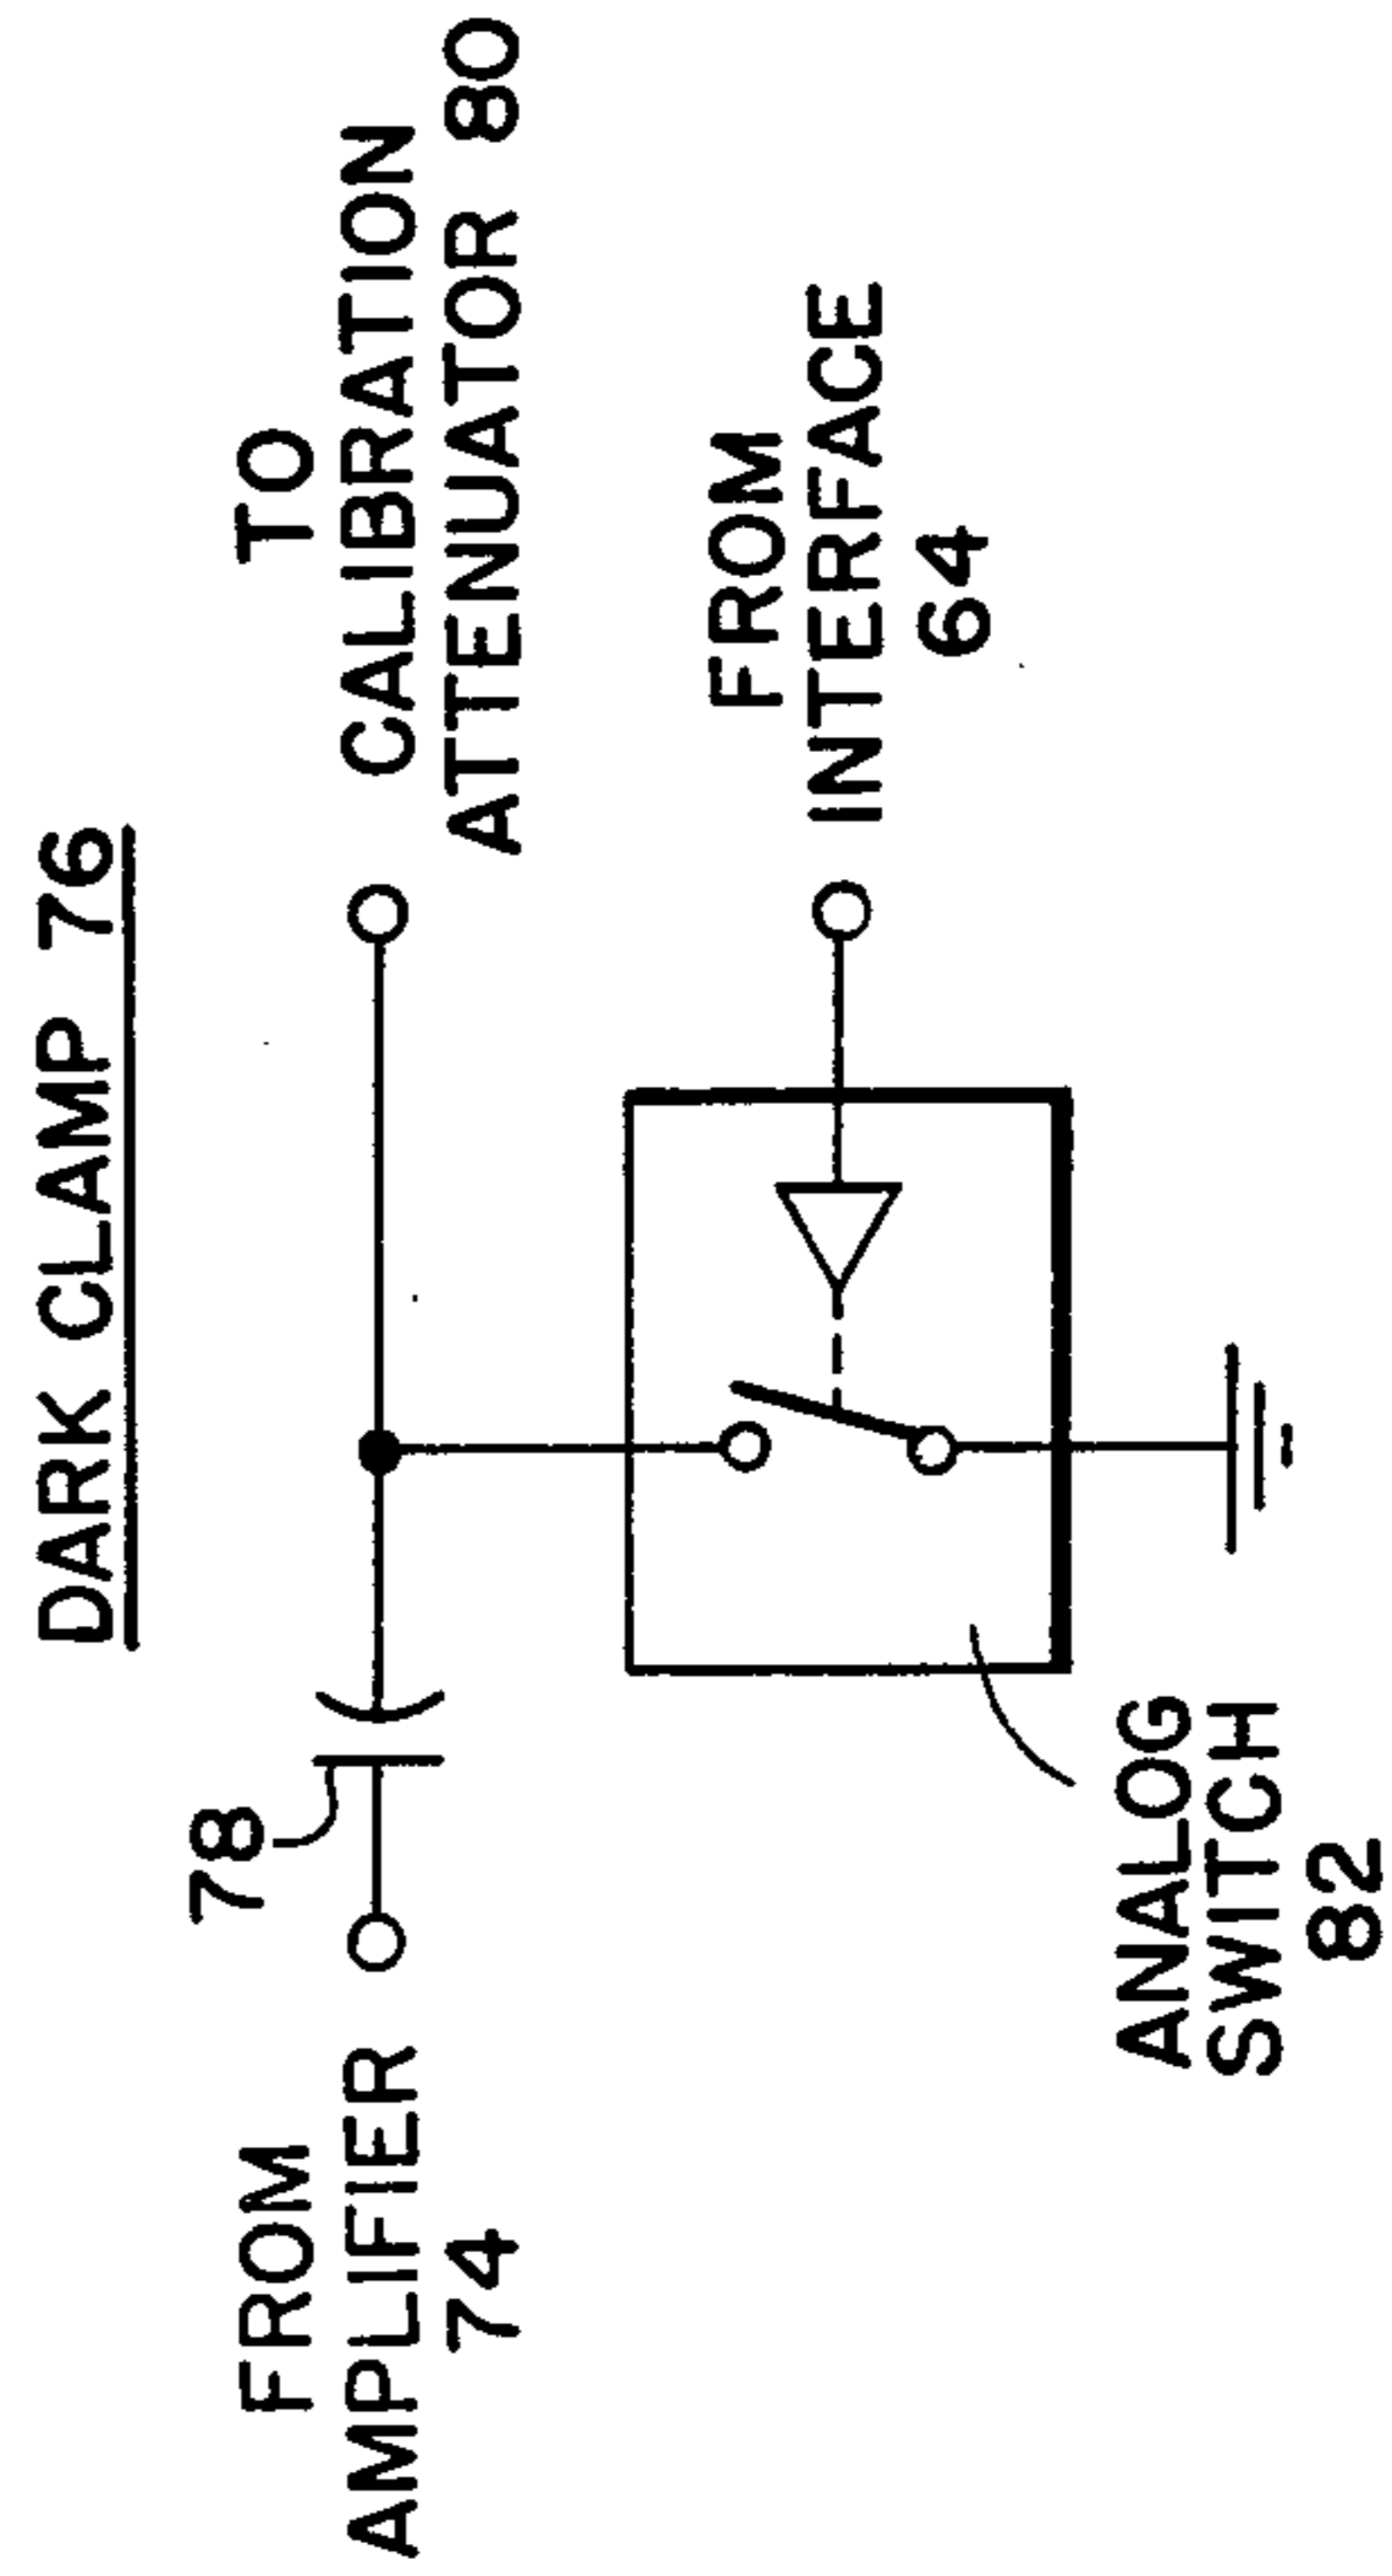 DARK CLAMP 76
78
FROM
AMPLIFIER
74
TO
CALIBRATION
ATTENUATOR 80
FROM
INTERFACE
64
ANALOG
SWITCH
82